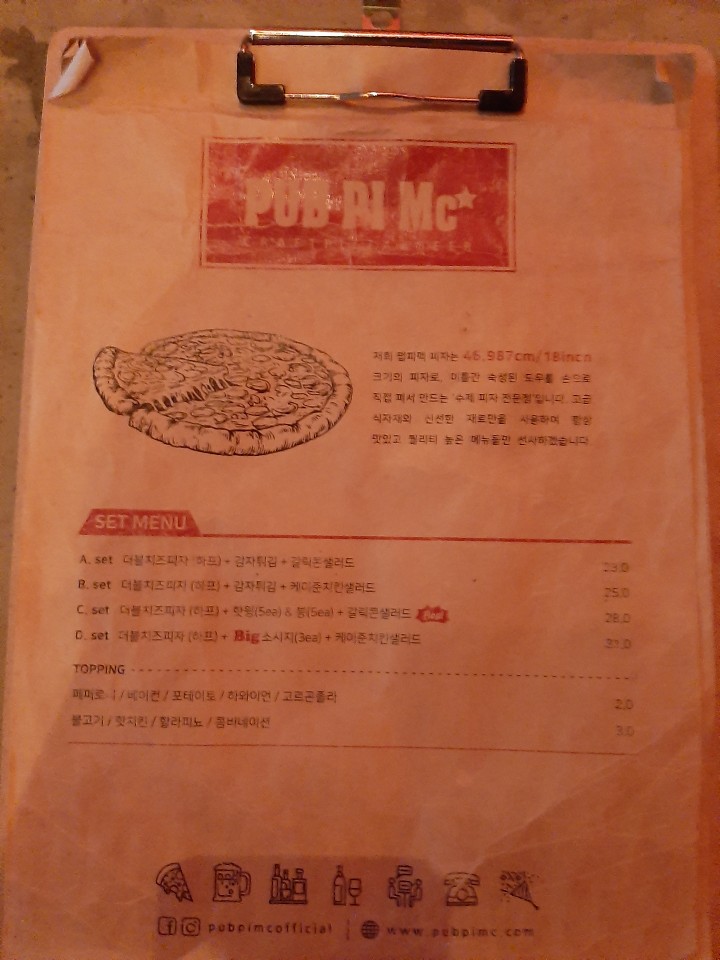 PUB PI Mc
CRAFT PIZZA & BEER
저희 펍피맥 피자는 46.987cm/18inch
크기의 피자로, 이틀간 숙성된 도우를 손으로
직접 펴서 만드는 '수제 피자 전문점'입니다. 고급
식자재와 신선한 재료만을 사용하여 항상
맛있고 퀄리티 높은 메뉴들만 선사하겠습니다.
SET MENU
A. set 더블치즈피자 (하프) + 감자튀김 + 갈릭콘샐러드 23.0
B. set 더블치즈피자 (하프) + 감자튀김 + 케이준치킨샐러드 25.0
C. set 더블치즈피자 (하프) + 핫윙(5ea) & 봉(5ea) + 갈릭콘샐러드 Best 28.0
D. set 더블치즈피자 (하프) + Big 소시지(3ea) + 케이준치킨샐러드 31.0
TOPPING
페퍼로니 / 베이컨 / 포테이토 / 하와이언 / 고르곤졸라 2.0
불고기 / 핫치킨 / 할라피뇨 / 콤비네이션 3.0
pubpimcofficial | www.pubpimc.com